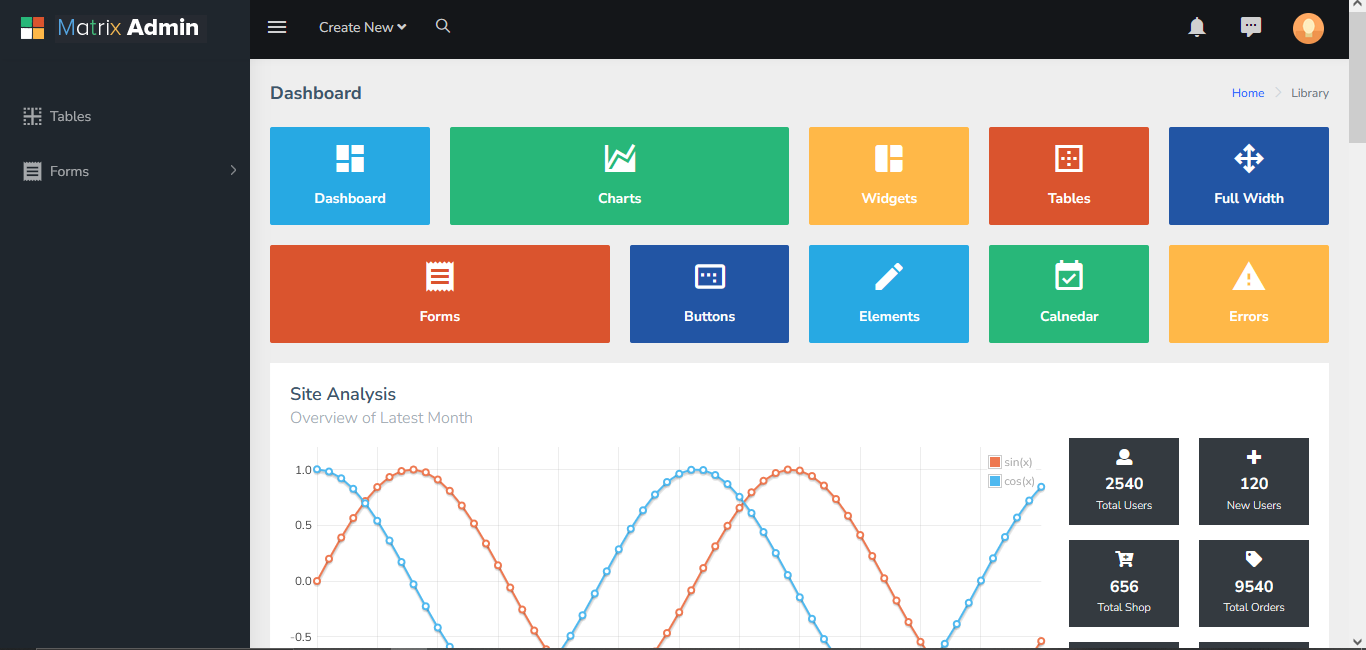 Matrix Admin
Create New
Tables
Forms
Dashboard
Home
Library
Dashboard
Charts
Widgets
Tables
Full Width
Forms
Buttons
Elements
Calnedar
Errors
Site Analysis
Overview of Latest Month
1.0
0.5
0.0
-0.5
sin(x)
cos(x)
2540
Total Users
120
New Users
656
Total Shop
9540
Total Orders